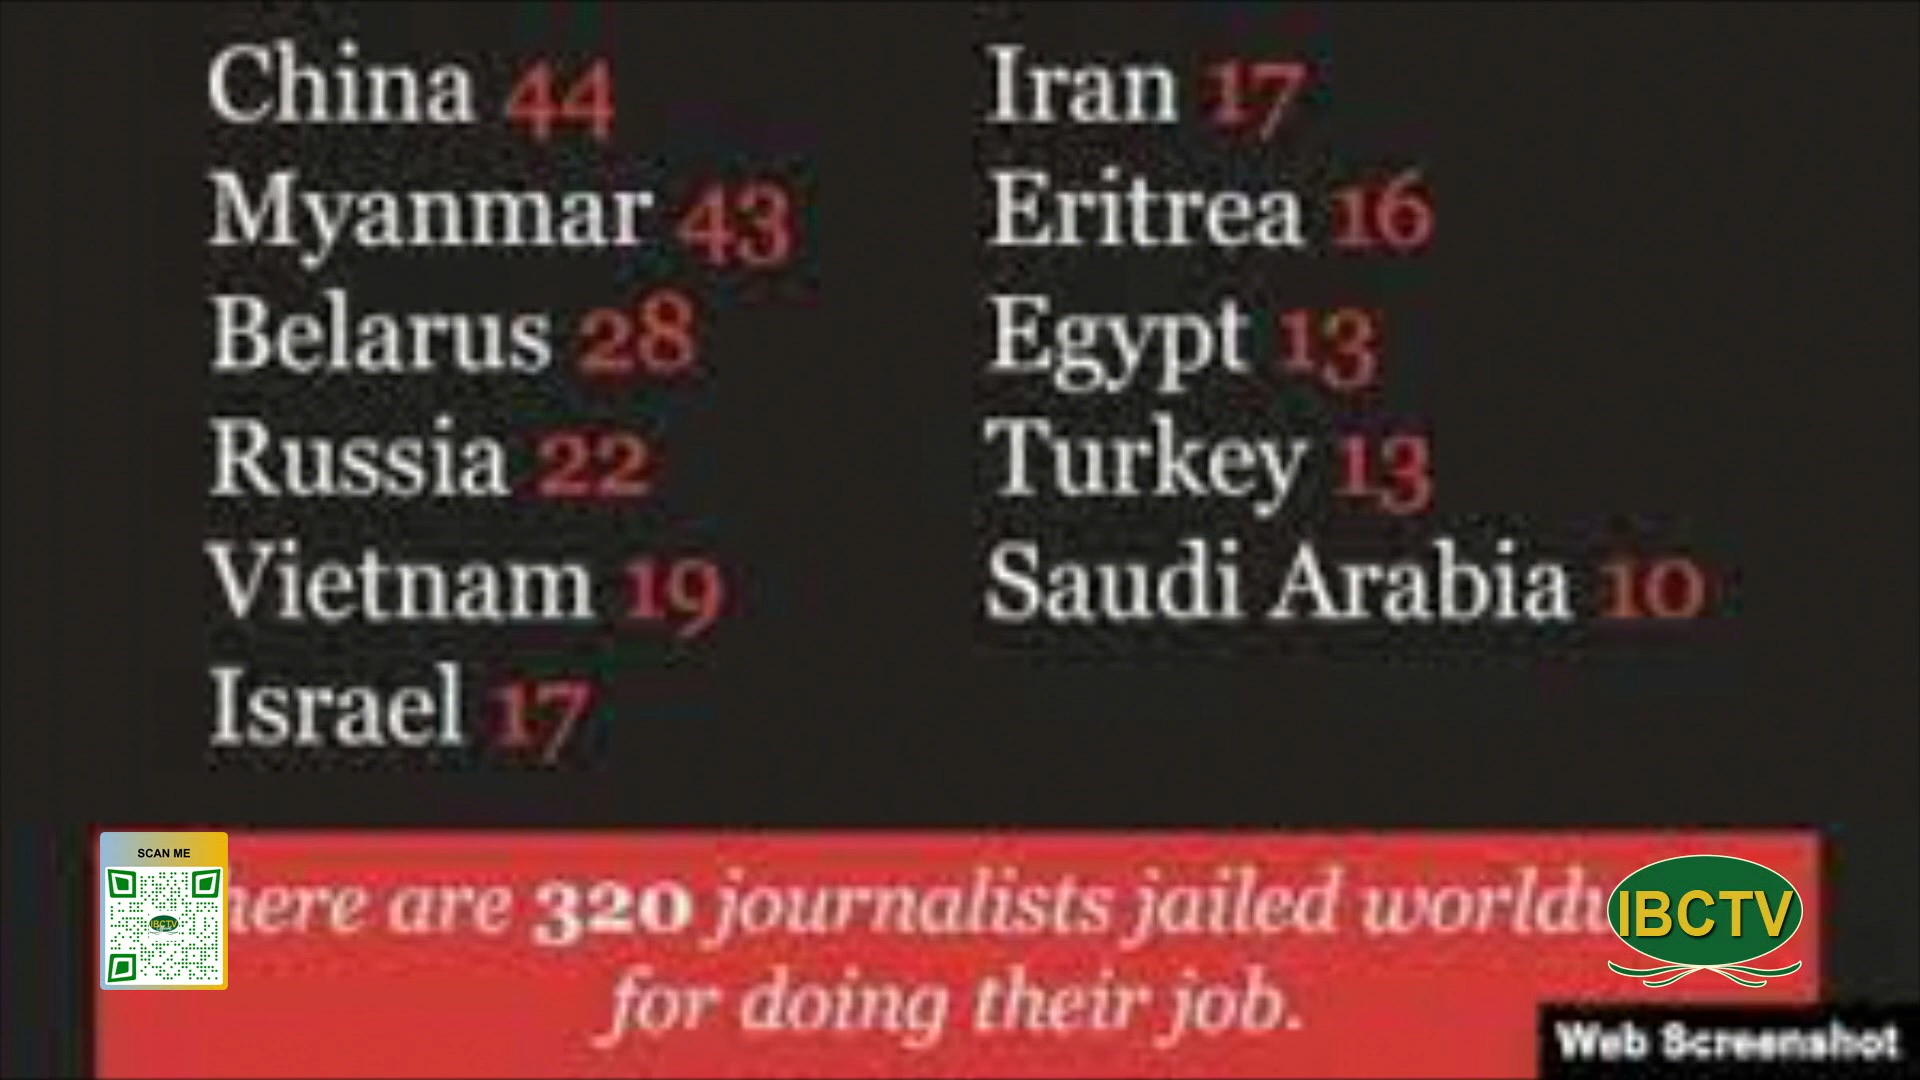 China 44
Myanmar 43
Belarus 28
Russia 22
Vietnam 19
Israel 17
Iran 17
Eritrea 16
Egypt 13
Turkey 13
Saudi Arabia 10
SCAN ME
IBCTV
here are 320 journalists jailed world
for doing their job.
IBCTV
Web Screenshot